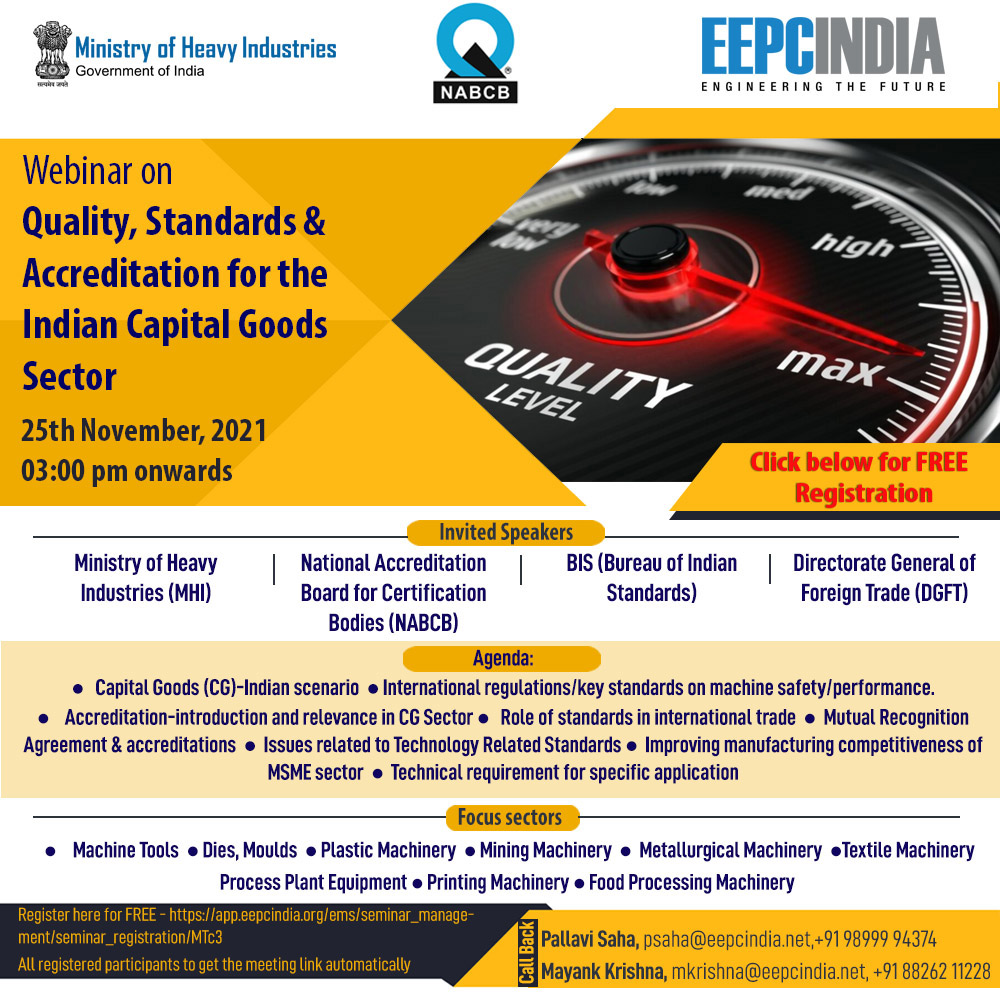 सत्यमेव जयते
Ministry of Heavy Industries
Government of India
®
NABCB
EEPCINDIA
ENGINEERING THE FUTURE
Webinar on
Quality, Standards &
Accreditation for the
Indian Capital Goods
Sector
25th November, 2021
03:00 pm onwards
very low
low
med
high
max
QUALITY
LEVEL
Click below for FREE
Registration
Invited Speakers
Ministry of Heavy
Industries (MHI)
National Accreditation
Board for Certification
Bodies (NABCB)
BIS (Bureau of Indian
Standards)
Directorate General of
Foreign Trade (DGFT)
Agenda:
● Capital Goods (CG)-Indian scenario ● International regulations/key standards on machine safety/performance.
● Accreditation-introduction and relevance in CG Sector ● Role of standards in international trade ● Mutual Recognition
Agreement & accreditations ● Issues related to Technology Related Standards ● Improving manufacturing competitiveness of
MSME sector ● Technical requirement for specific application
Focus sectors
● Machine Tools ● Dies, Moulds ● Plastic Machinery ● Mining Machinery ● Metallurgical Machinery ●Textile Machinery
Process Plant Equipment ● Printing Machinery ● Food Processing Machinery
Register here for FREE - https://app.eepcindia.org/ems/seminar_manage-
ment/seminar_registration/MTc3
All registered participants to get the meeting link automatically
Call Back
Pallavi Saha, psaha@eepcindia.net,+91 98999 94374
Mayank Krishna, mkrishna@eepcindia.net, +91 88262 11228